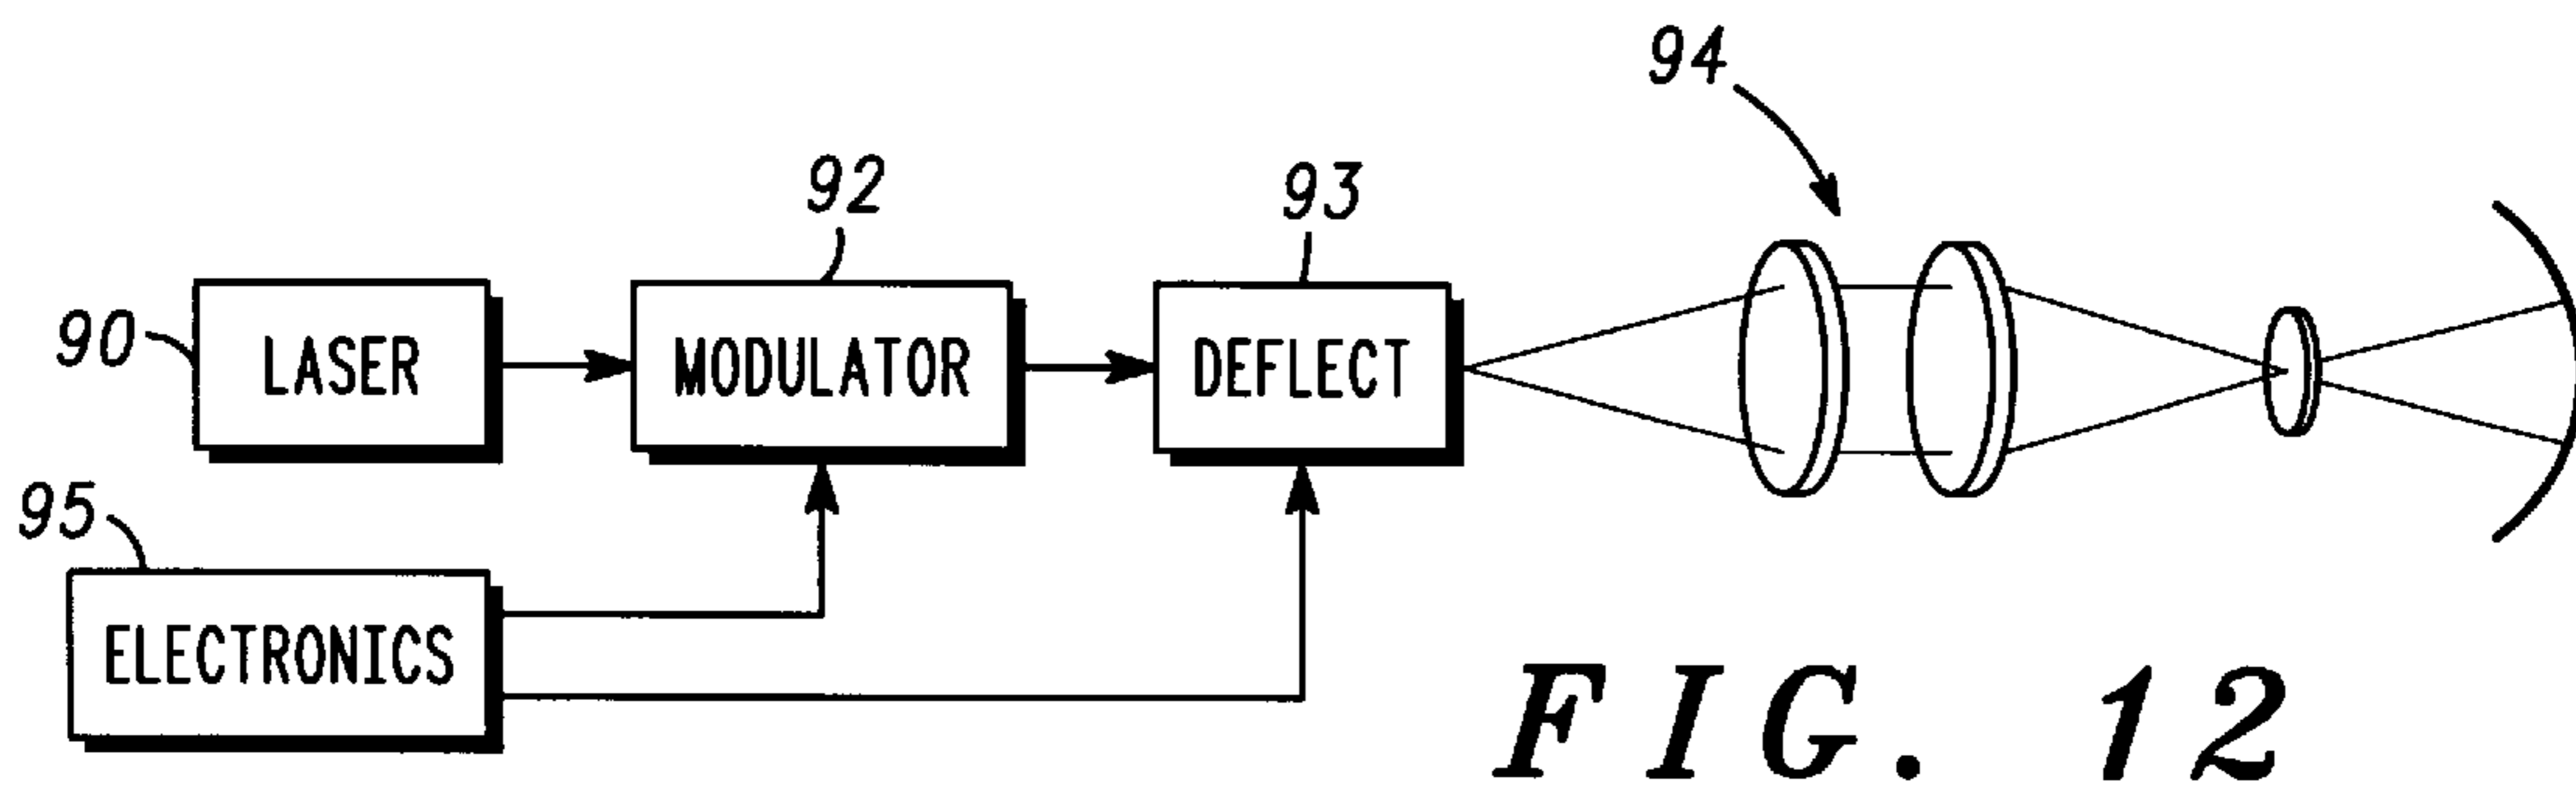 94
92
93
90
LASER
MODULATOR
DEFLECT
95
ELECTRONICS
FIG. 12